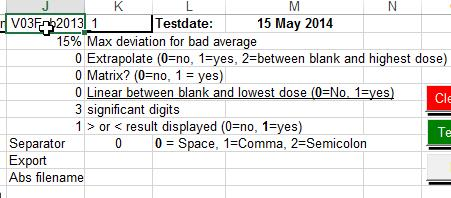 J K L M N
V03Feb2013 1 Testdate: 15 May 2014
15% Max deviation for bad average
0 Extrapolate (0=no, 1=yes, 2=between blank and highest dose)
0 Matrix? (0=no, 1 = yes)
0 Linear between blank and lowest dose (0=No. 1=yes)
Cle
3 significant digits
1 > or < result displayed (0=no, 1=yes)
Te
Separator 0 0 = Space, 1=Comma, 2=Semicolon
Export
Abs filename